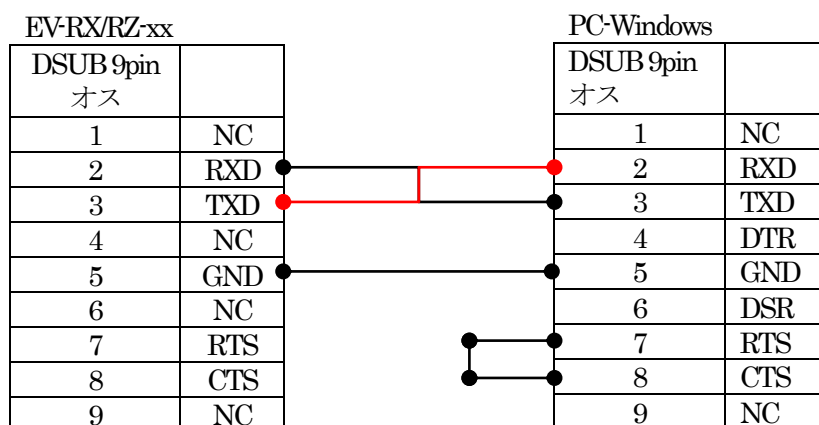 EV-RX/RZ-xx
DSUB 9pin
オス
1 NC
2 RXD
3 TXD
4 NC
5 GND
6 NC
7 RTS
8 CTS
9 NC
PC-Windows
DSUB 9pin
オス
1 NC
2 RXD
3 TXD
4 DTR
5 GND
6 DSR
7 RTS
8 CTS
9 NC